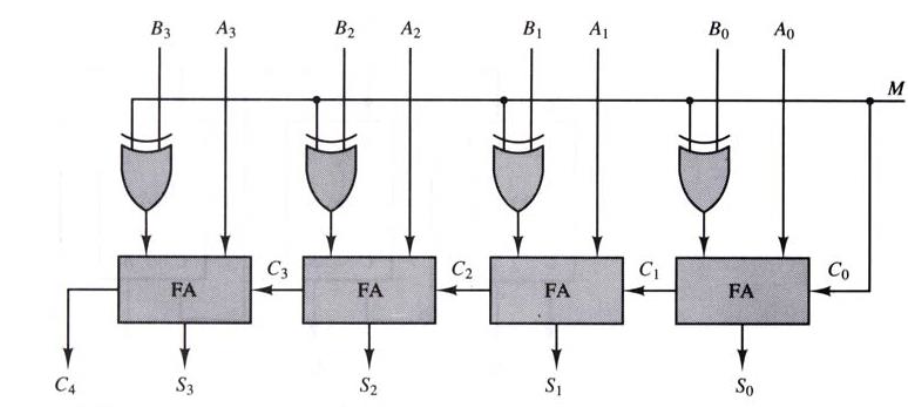 B3 A3 B2 A2 B1 A1 B0 A0
M
C3 C2 C1 C0
FA FA FA FA
C4 S3 S2 S1 S0